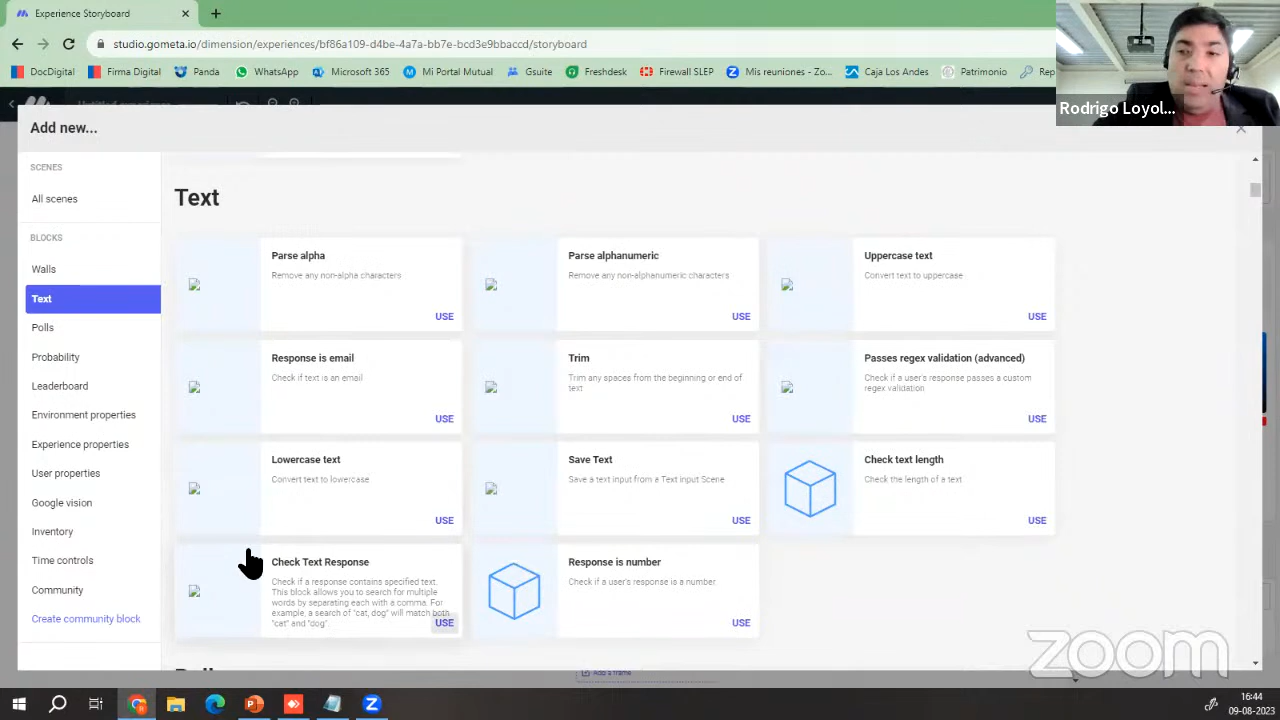 Experience Storyboard
studio.gometa.io/dimension/experiences/bf86a109-d4be-4a7a-
cd3e9bbaccd/storyboard
DocDigital
Firma Digital
Panda
WhatsApp
Microsoft 365
Mi Portal Mutual
Gsuite
Freshdesk
Firewall SLEP
Mis reuniones - Zo...
Caja Los Andes
Patrimonio
Rep
Rodrigo Loyol...
Add new...
SCENES
All scenes
BLOCKS
Walls
Text
Polls
Probability
Leaderboard
Environment properties
Experience properties
User properties
Google vision
Inventory
Time controls
Community
Create community block
Text
Parse alpha
Remove any non-alpha characters
USE
Parse alphanumeric
Remove any non-alphanumeric characters
USE
Uppercase text
Convert text to uppercase
USE
Response is email
Check if text is an email
USE
Trim
Trim any spaces from the beginning or end of
text
USE
Passes regex validation (advanced)
Check if a user's response passes a custom
regex validation
USE
Lowercase text
Convert text to lowercase
USE
Save Text
Save a text input from a Text input Scene
USE
Check text length
Check the length of a text
USE
Check Text Response
Check if a response contains specified text.
This block allows you to search for multiple
words by separating each with a comma. For
example, a search of "cat, dog" will match both
"cat" and "dog".
USE
Response is number
Check if a user's response is a number
USE
Add a frame
zoom
16:44
09-08-2023